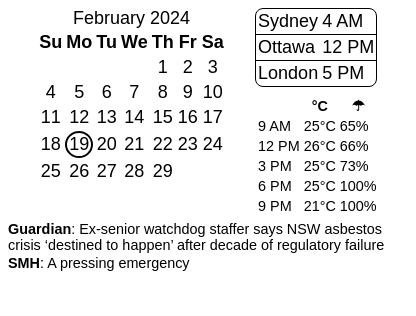 February 2024
Su Mo Tu We Th Fr Sa
1 2 3
4 5 6 7 8 9 10
11 12 13 14 15 16 17
18 19 20 21 22 23 24
25 26 27 28 29
Sydney 4 AM
Ottawa 12 PM
London 5 PM
°C ☂
9 AM 25°C 65%
12 PM 26°C 66%
3 PM 25°C 73%
6 PM 25°C 100%
9 PM 21°C 100%
Guardian: Ex-senior watchdog staffer says NSW asbestos
crisis ‘destined to happen’ after decade of regulatory failure
SMH: A pressing emergency